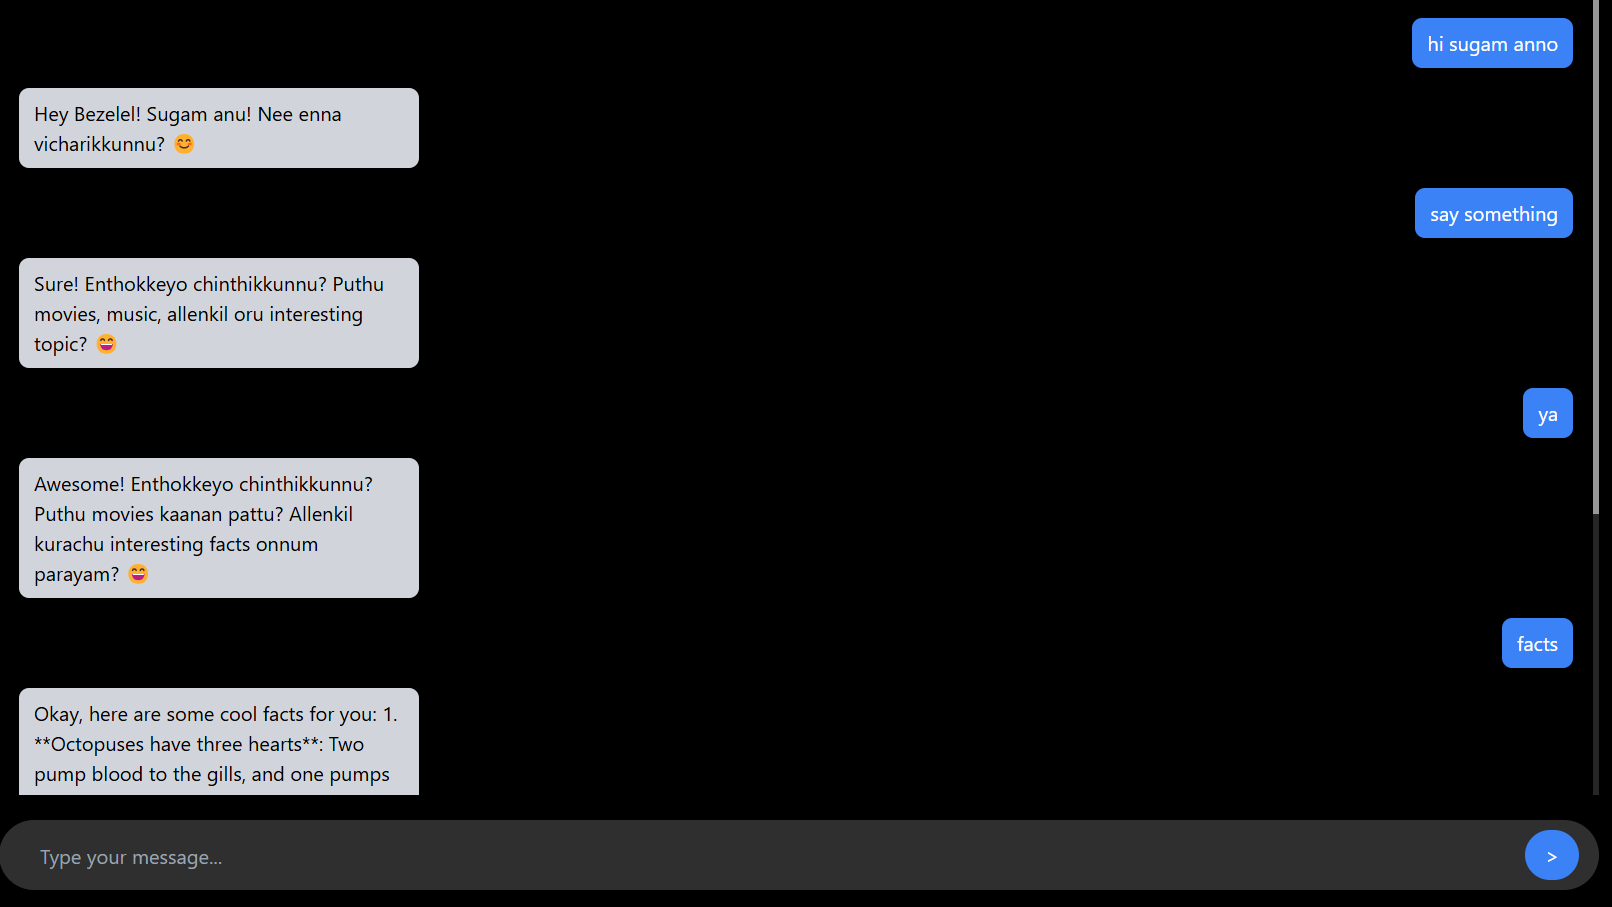 hi sugam anno
Hey Bezelel! Sugam anu! Nee enna
vicharikkunnu? 😊
say something
Sure! Enthokkeyo chinthikkunnu? Puthu
movies, music, allenkil oru interesting
topic? 😄
ya
Awesome! Enthokkeyo chinthikkunnu?
Puthu movies kaanan pattu? Allenkil
kurachu interesting facts onnum
parayam? 😄
facts
Okay, here are some cool facts for you: 1.
**Octopuses have three hearts**: Two
pump blood to the gills, and one pumps
Type your message...
>